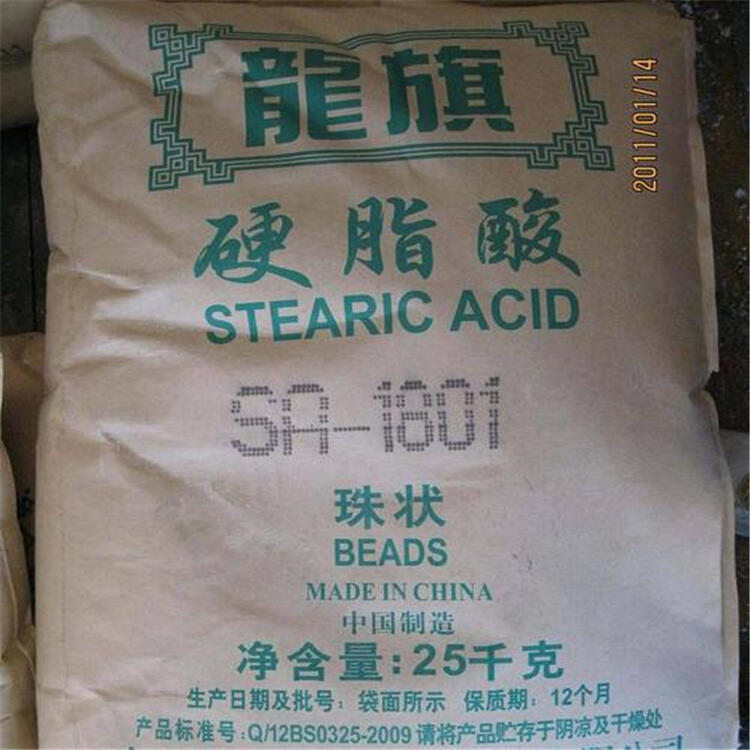 龍旗
2011/01/14
硬脂酸
STEARIC ACID
SA-1801
珠状
BEADS
MADE IN CHINA
中国制造
净含量:25千克
生产日期及批号:袋面所示 保质期:12个月
产品标准号:Q/12BS0325-2009 请将产品贮存于阴凉及干燥处